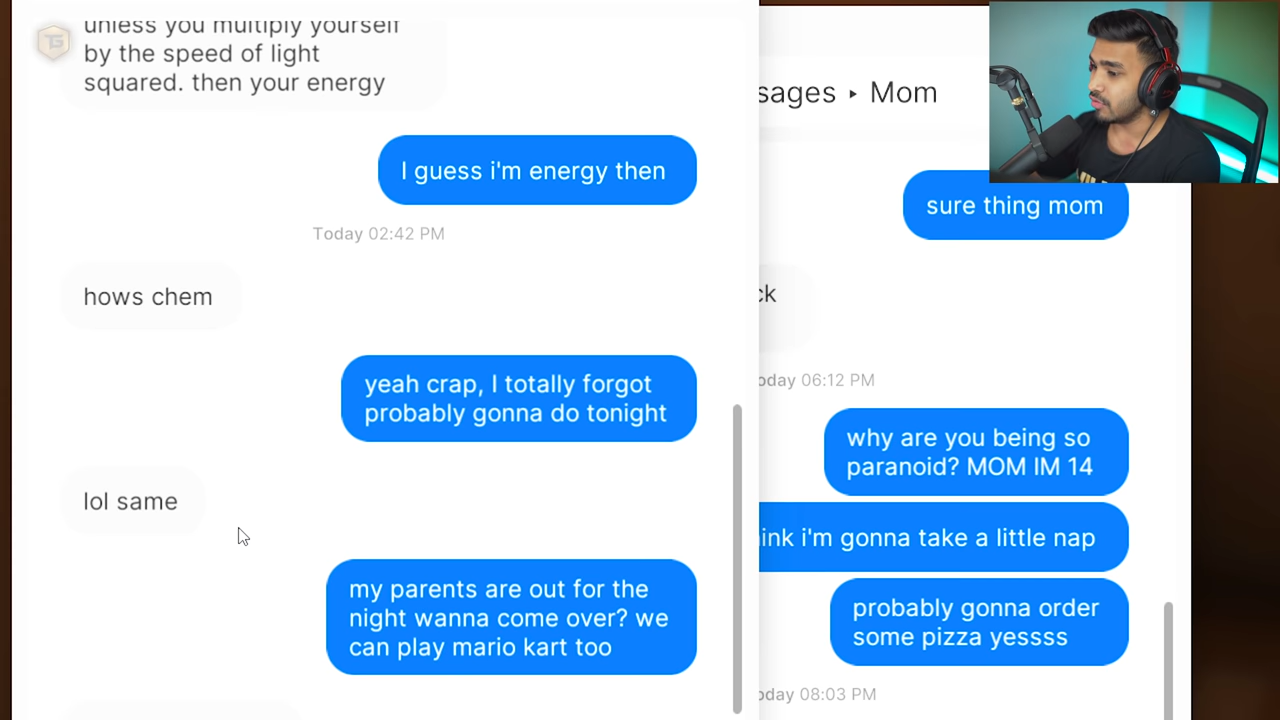 unless you multiply yourself
by the speed of light
squared. then your energy
I guess i'm energy then
Today 02:42 PM
hows chem
yeah crap, I totally forgot
probably gonna do tonight
lol same
my parents are out for the
night wanna come over? we
can play mario kart too
sages ▸ Mom
sure thing mom
ck
oday 06:12 PM
why are you being so
paranoid? MOM IM 14
ink i'm gonna take a little nap
probably gonna order
some pizza yessss
oday 08:03 PM
TG